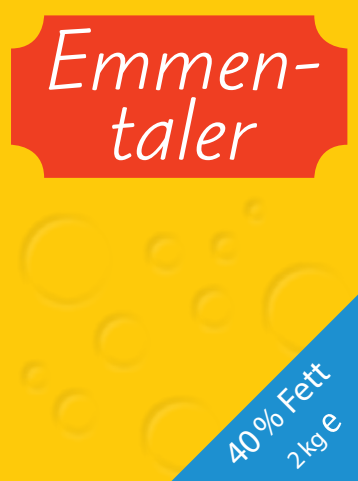 Emmen-
taler
40 % Fett
2 kg e